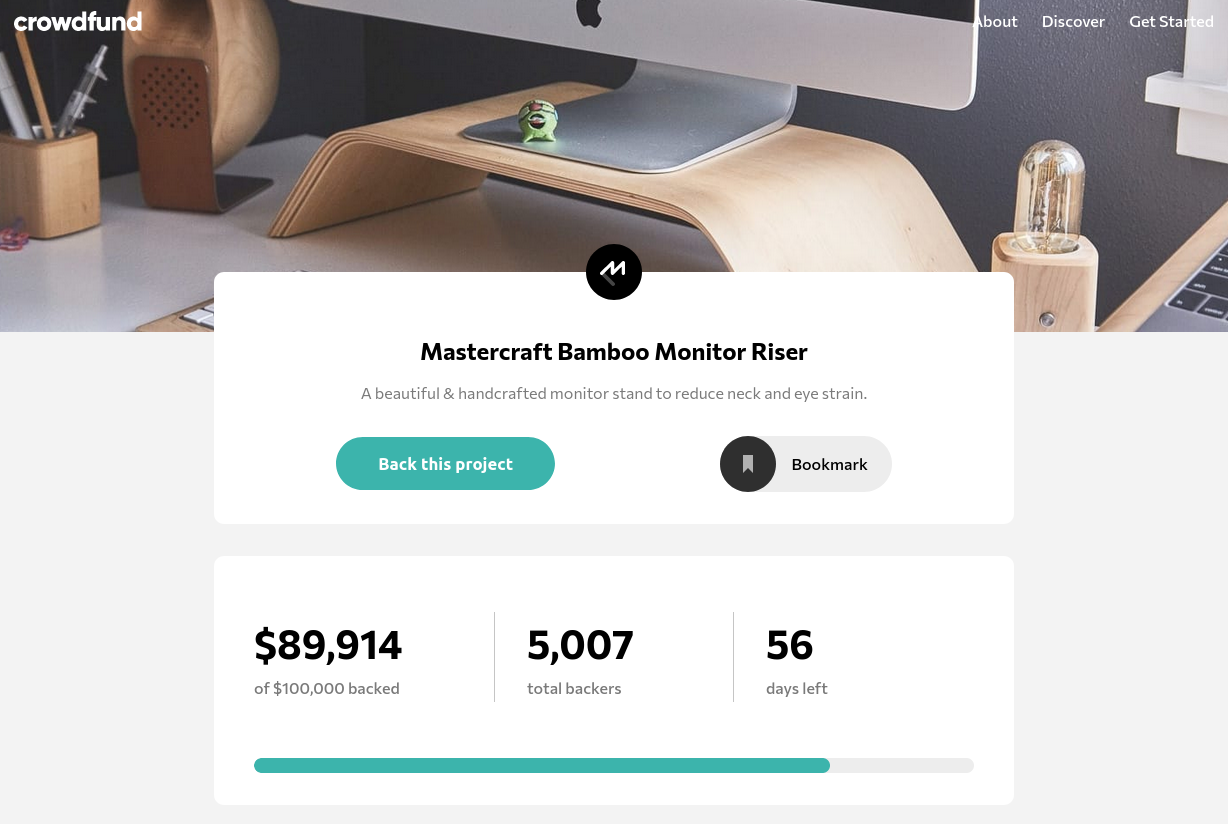 crowdfund About Discover Get Started
Mastercraft Bamboo Monitor Riser
A beautiful & handcrafted monitor stand to reduce neck and eye strain.
Back this project Bookmark
$89,914 5,007 56
of $100,000 backed total backers days left